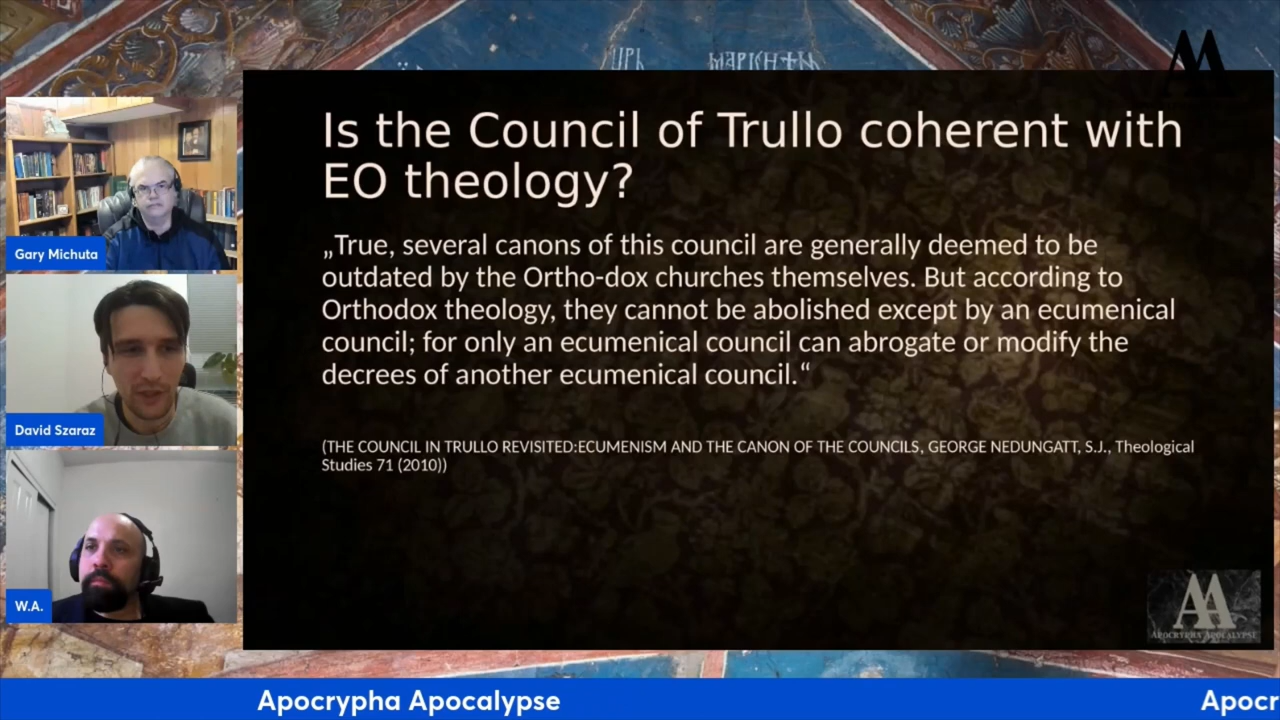 Is the Council of Trullo coherent with
EO theology?
„True, several canons of this council are generally deemed to be
outdated by the Ortho-dox churches themselves. But according to
Orthodox theology, they cannot be abolished except by an ecumenical
council; for only an ecumenical council can abrogate or modify the
decrees of another ecumenical council.“
(THE COUNCIL IN TRULLO REVISITED:ECUMENISM AND THE CANON OF THE COUNCILS, GEORGE NEDUNGATT, S.J., Theological
Studies 71 (2010))
Gary Michuta
David Szaraz
W.A.
AA
AA
APOCRYPHA APOCALYPSE
Apocrypha Apocalypse
Apocr